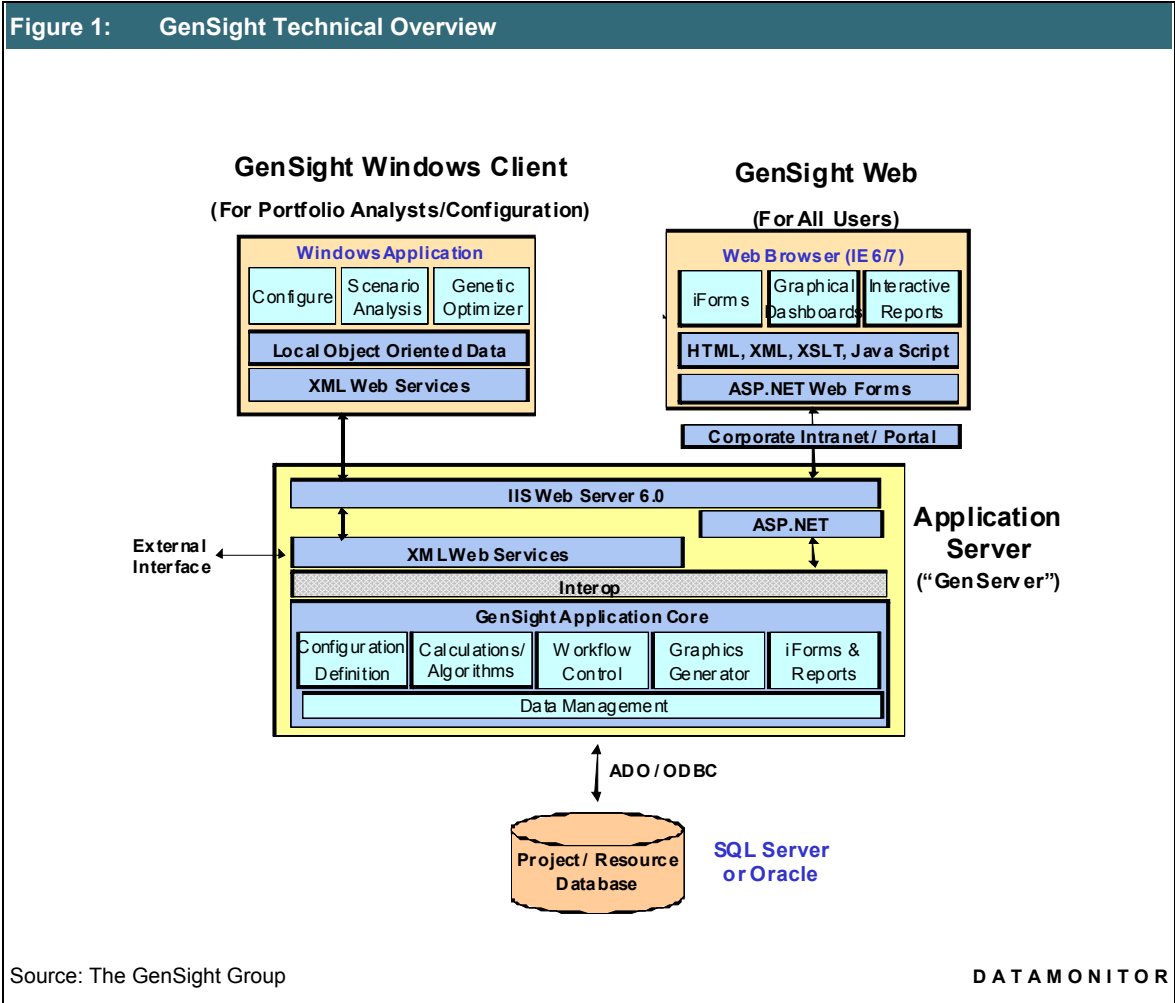 Figure 1: GenSight Technical Overview
GenSight Windows Client
(For Portfolio Analysts/Configuration)
Windows Application
Configure
Scenario
Analysis
Genetic
Optimizer
Local Object Oriented Data
XML Web Services
GenSight Web
(For All Users)
Web Browser (IE 6/7)
iForms
Graphical
Dashboards
Interactive
Reports
HTML, XML, XSLT, Java Script
ASP.NET Web Forms
Corporate Intranet / Portal
IIS Web Server 6.0
ASP.NET
External
Interface
XML Web Services
Interop
GenSight Application Core
Configuration
Definition
Calculations/
Algorithms
Workflow
Control
Graphics
Generator
iForms &
Reports
Data Management
Application
Server
(“GenServer”)
ADO / ODBC
Project / Resource
Database
SQL Server
or Oracle
Source: The GenSight Group
DATAMONITOR